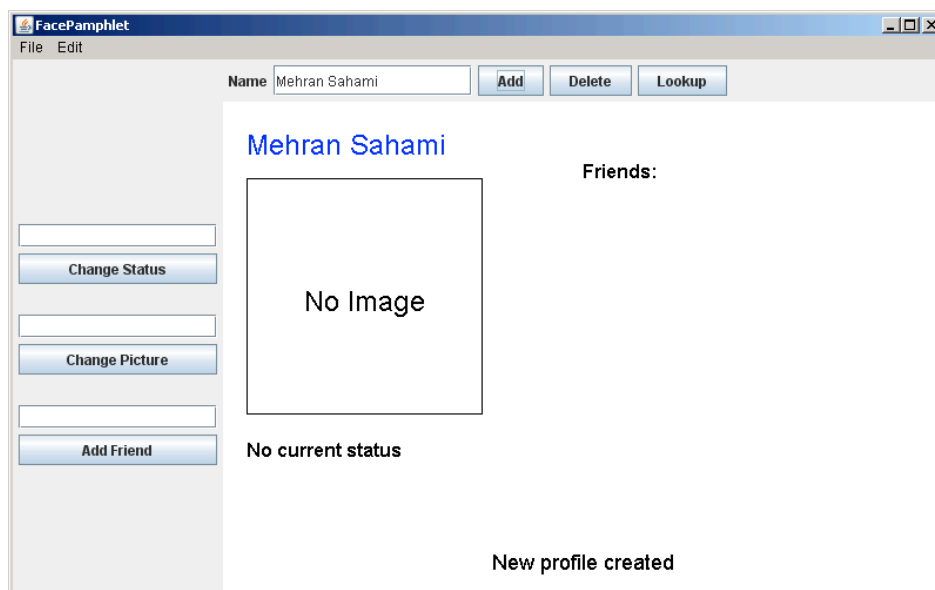 FacePamphlet
File Edit
Name Mehran Sahami Add Delete Lookup
Mehran Sahami
Friends:
Change Status
No Image
Change Picture
Add Friend
No current status
New profile created